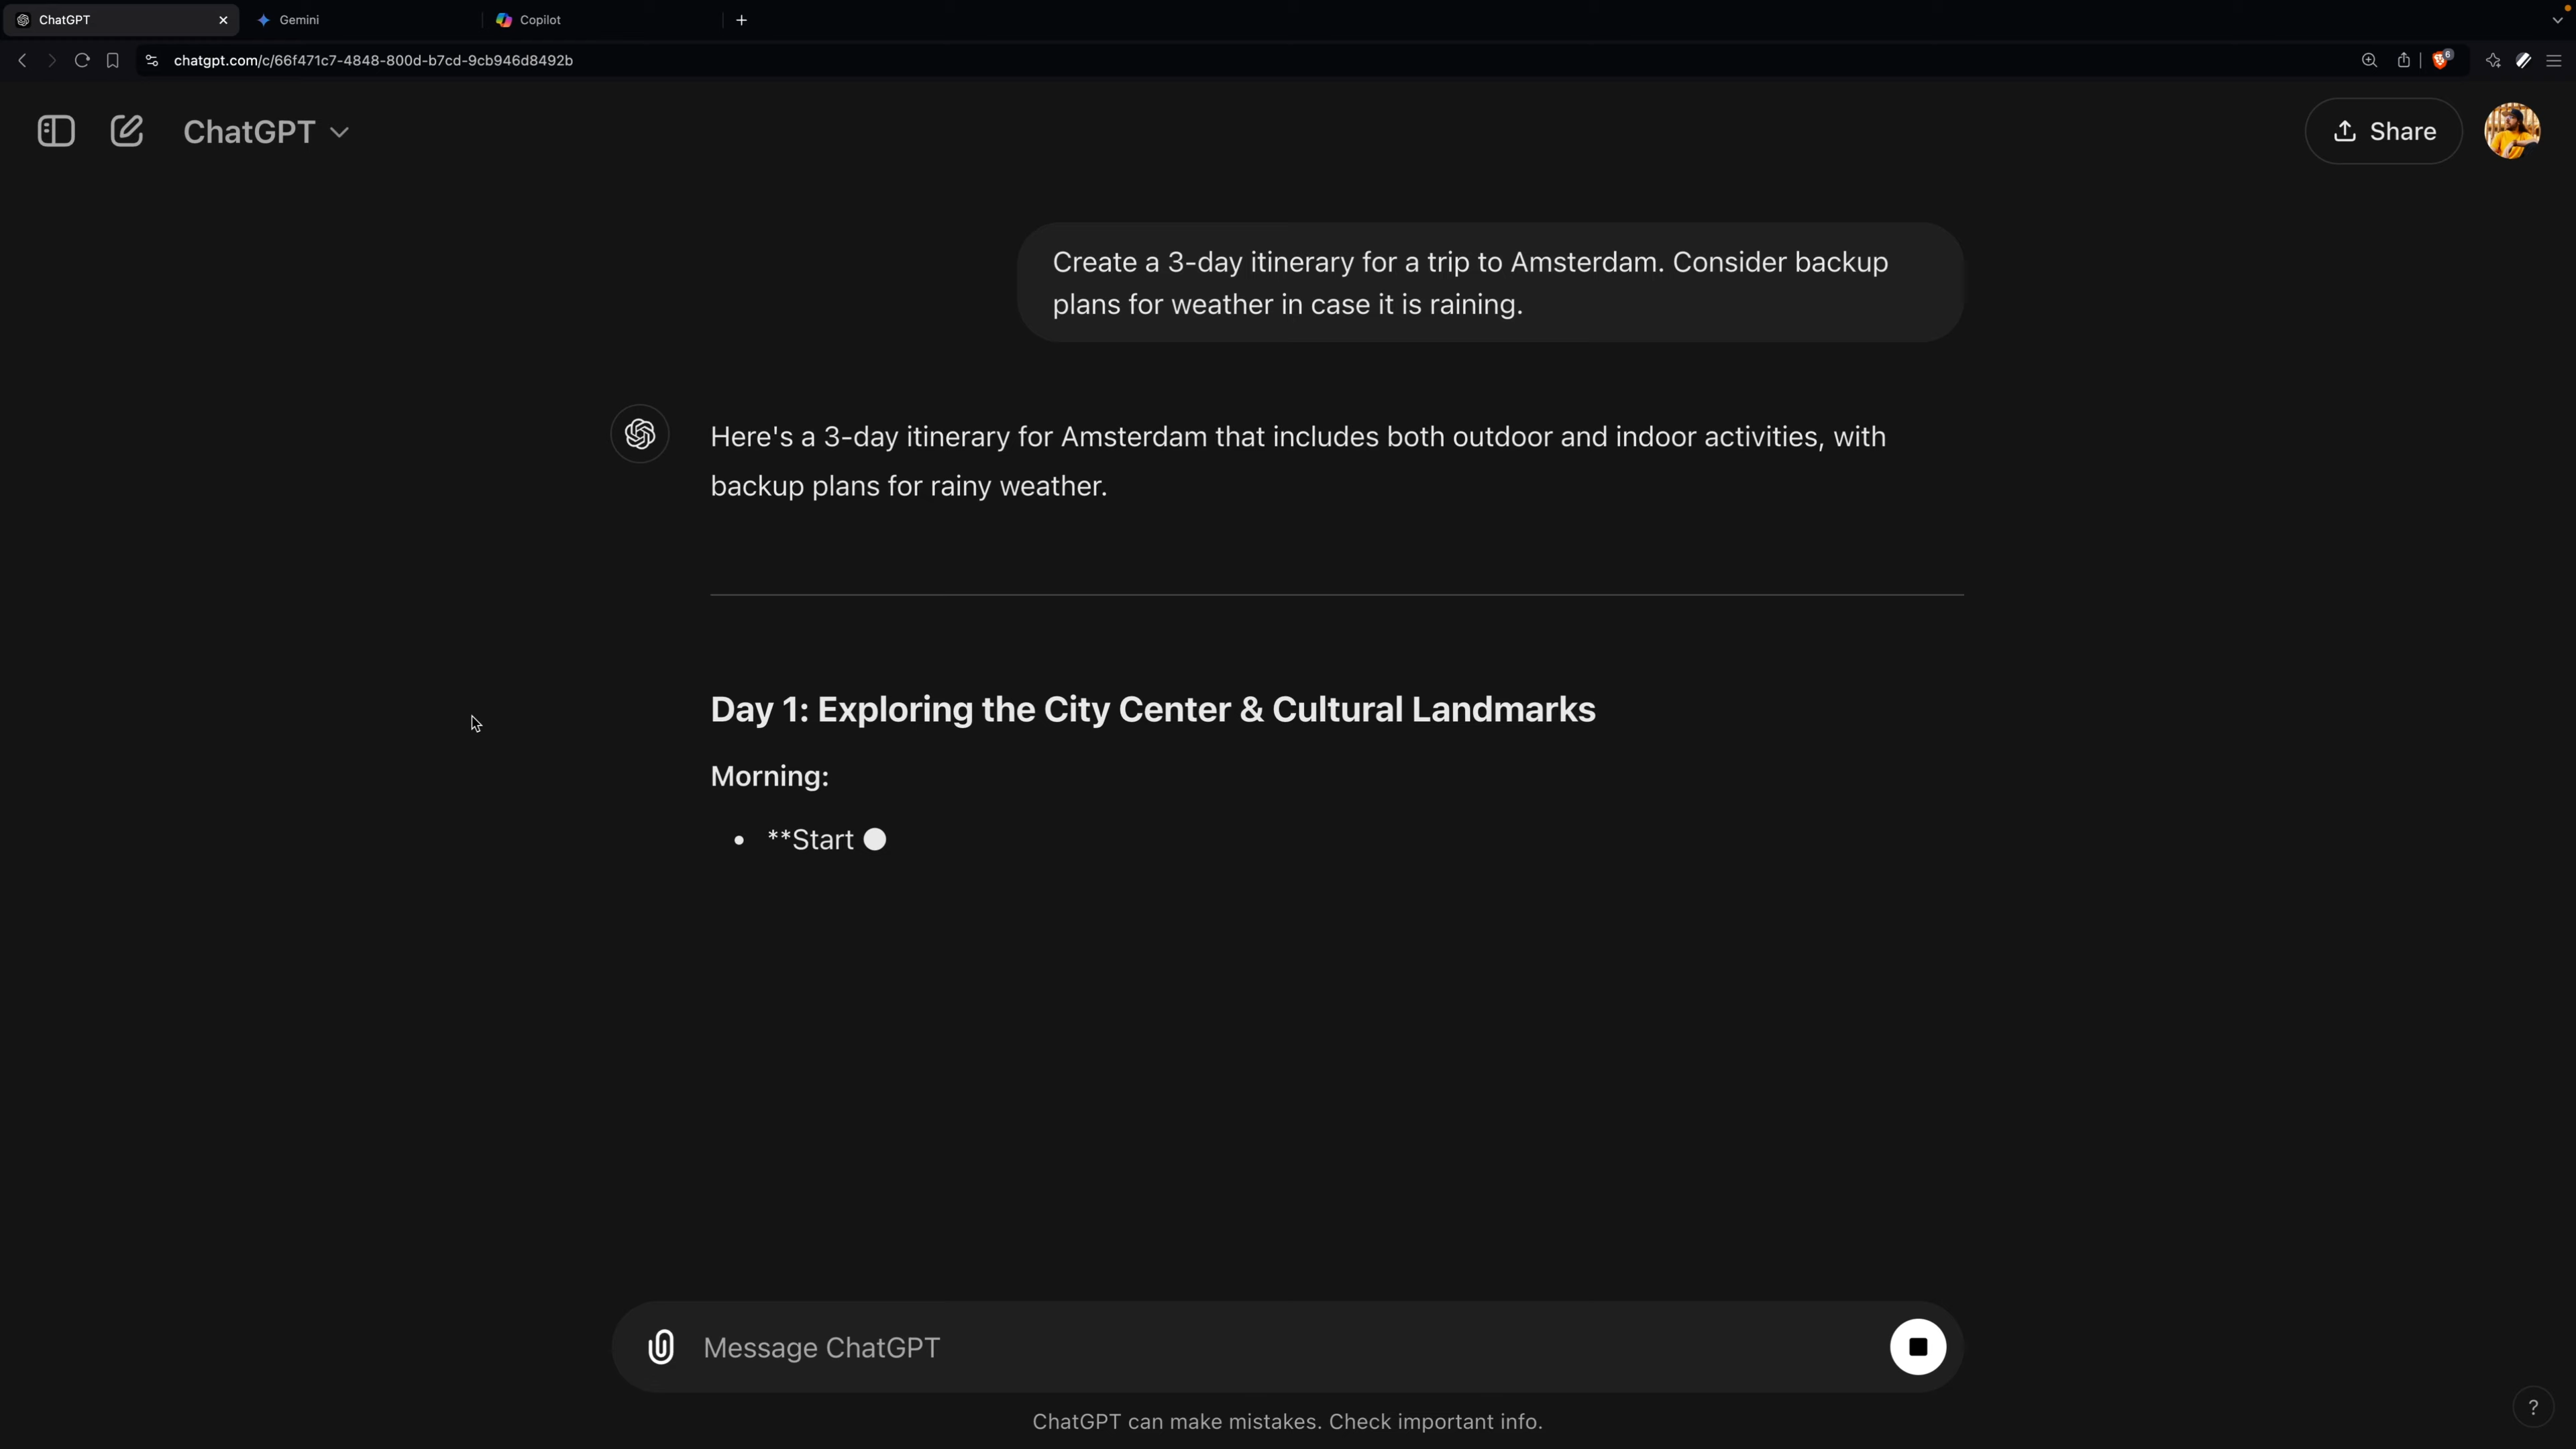 ChatGPT
Gemini
Copilot
chatgpt.com/c/66f471c7-4848-800d-b7cd-9cb946d8492b
6
ChatGPT
Share
Create a 3-day itinerary for a trip to Amsterdam. Consider backup
plans for weather in case it is raining.
Here's a 3-day itinerary for Amsterdam that includes both outdoor and indoor activities, with
backup plans for rainy weather.
Day 1: Exploring the City Center & Cultural Landmarks
Morning:
• **Start
Message ChatGPT
ChatGPT can make mistakes. Check important info.
?